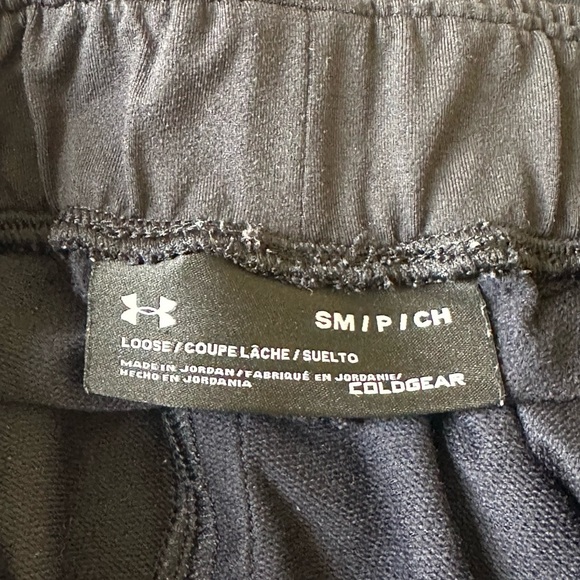 SM / P / CH
LOOSE / COUPE LÂCHE / SUELTO
MADE IN JORDAN / FABRIQUÉ EN JORDANIE/
HECHO EN JORDANIA
COLDGEAR